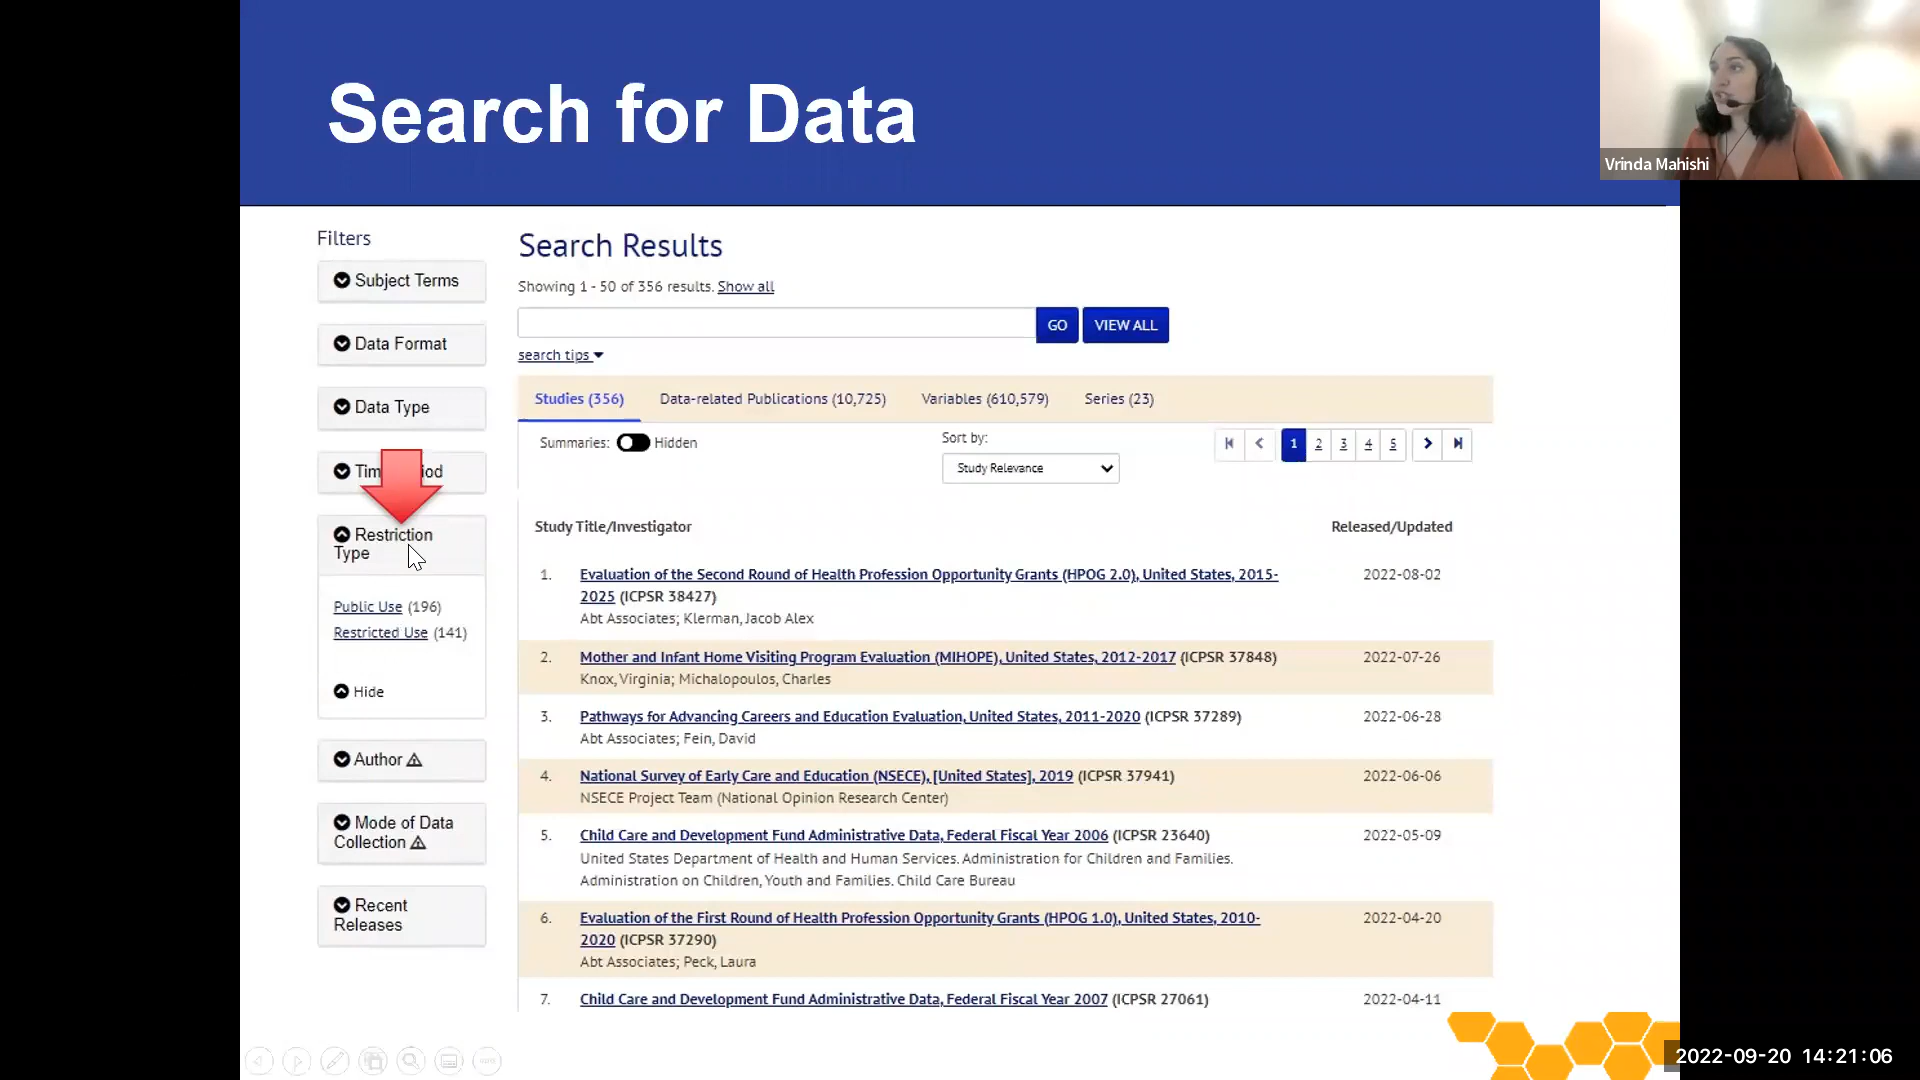 Search for Data
Vrinda Mahishi
Filters
Subject Terms
Data Format
Data Type
Restriction
Type
Public Use (196)
Restricted Use (141)
Hide
Author
Mode of Data
Collection
Recent
Releases
Search Results
Showing 1 - 50 of 356 results. Show all
GO VIEW ALL
search tips
Studies (356) Data-related Publications (10,725) Variables (610,579) Series (23)
Summaries: Hidden
Sort by:
Study Relevance
1 2 3 4 5
Study Title/Investigator Released/Updated
1. Evaluation of the Second Round of Health Profession Opportunity Grants (HPOG 2.0), United States, 2015- 2022-08-02
2025 (ICPSR 38427)
Abt Associates; Klerman, Jacob Alex
2. Mother and Infant Home Visiting Program Evaluation (MIHOPE), United States, 2012-2017 (ICPSR 37848) 2022-07-26
Knox, Virginia; Michalopoulos, Charles
3. Pathways for Advancing Careers and Education Evaluation, United States, 2011-2020 (ICPSR 37289) 2022-06-28
Abt Associates; Fein, David
4. National Survey of Early Care and Education (NSECE), [United States], 2019 (ICPSR 37941) 2022-06-06
NSECE Project Team (National Opinion Research Center)
5. Child Care and Development Fund Administrative Data, Federal Fiscal Year 2006 (ICPSR 23640) 2022-05-09
United States Department of Health and Human Services. Administration for Children and Families.
Administration on Children, Youth and Families. Child Care Bureau
6. Evaluation of the First Round of Health Profession Opportunity Grants (HPOG 1.0), United States, 2010- 2022-04-20
2020 (ICPSR 37290)
Abt Associates; Peck, Laura
7. Child Care and Development Fund Administrative Data, Federal Fiscal Year 2007 (ICPSR 27061) 2022-04-11
2022-09-20 14:21:06